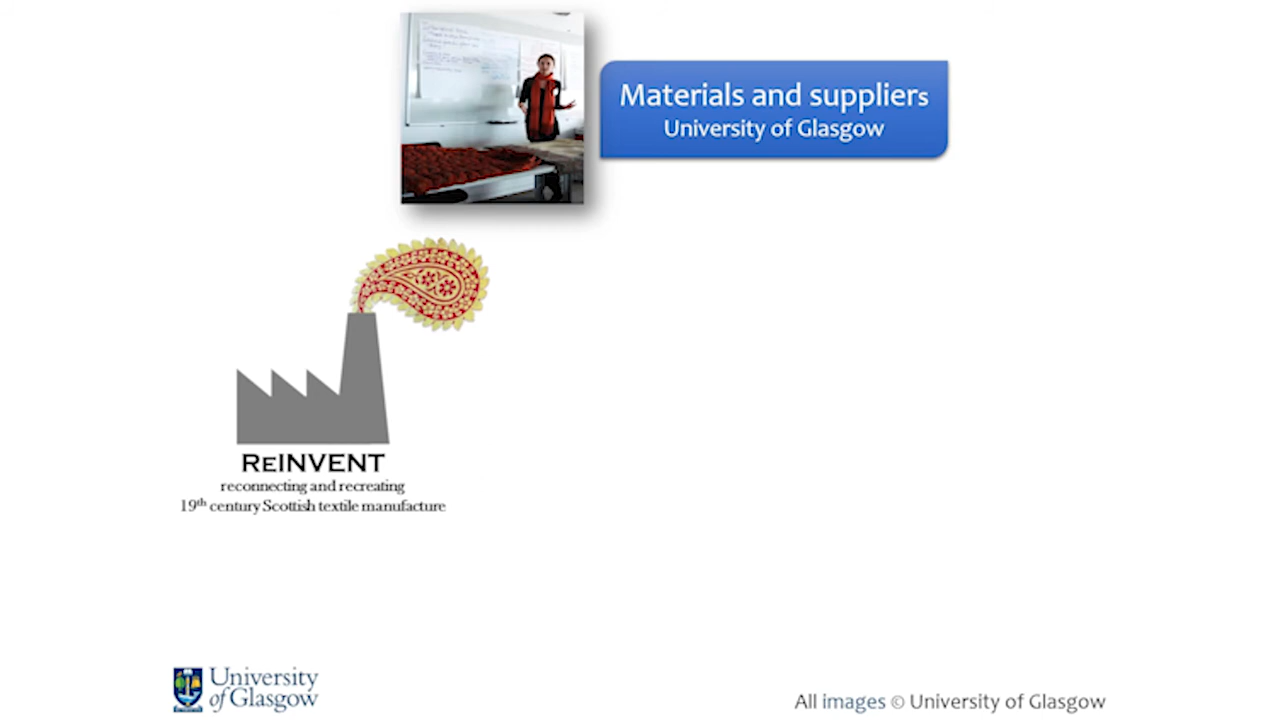 Materials and suppliers
University of Glasgow
REINVENT
reconnecting and recreating
19th century Scottish textile manufacture
University
of Glasgow
All images © University of Glasgow